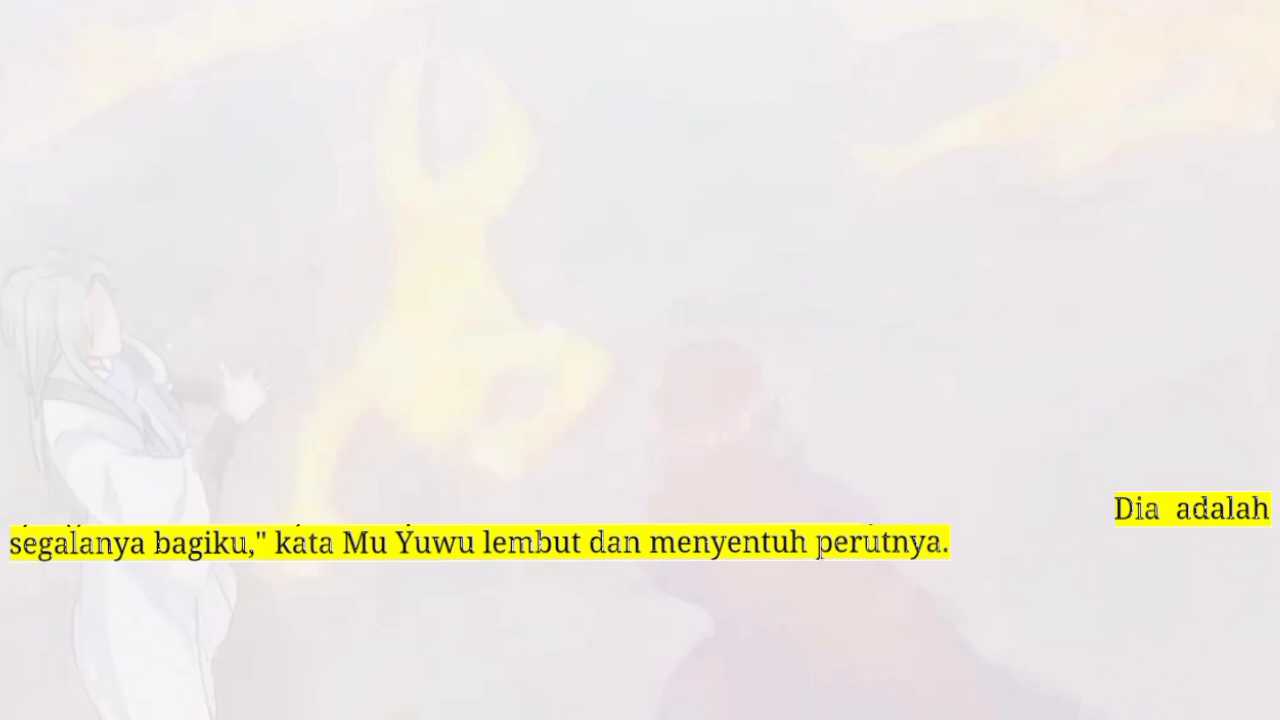 Dia adalah
segalanya bagiku," kata Mu Yuwu lembut dan menyentuh perutnya.